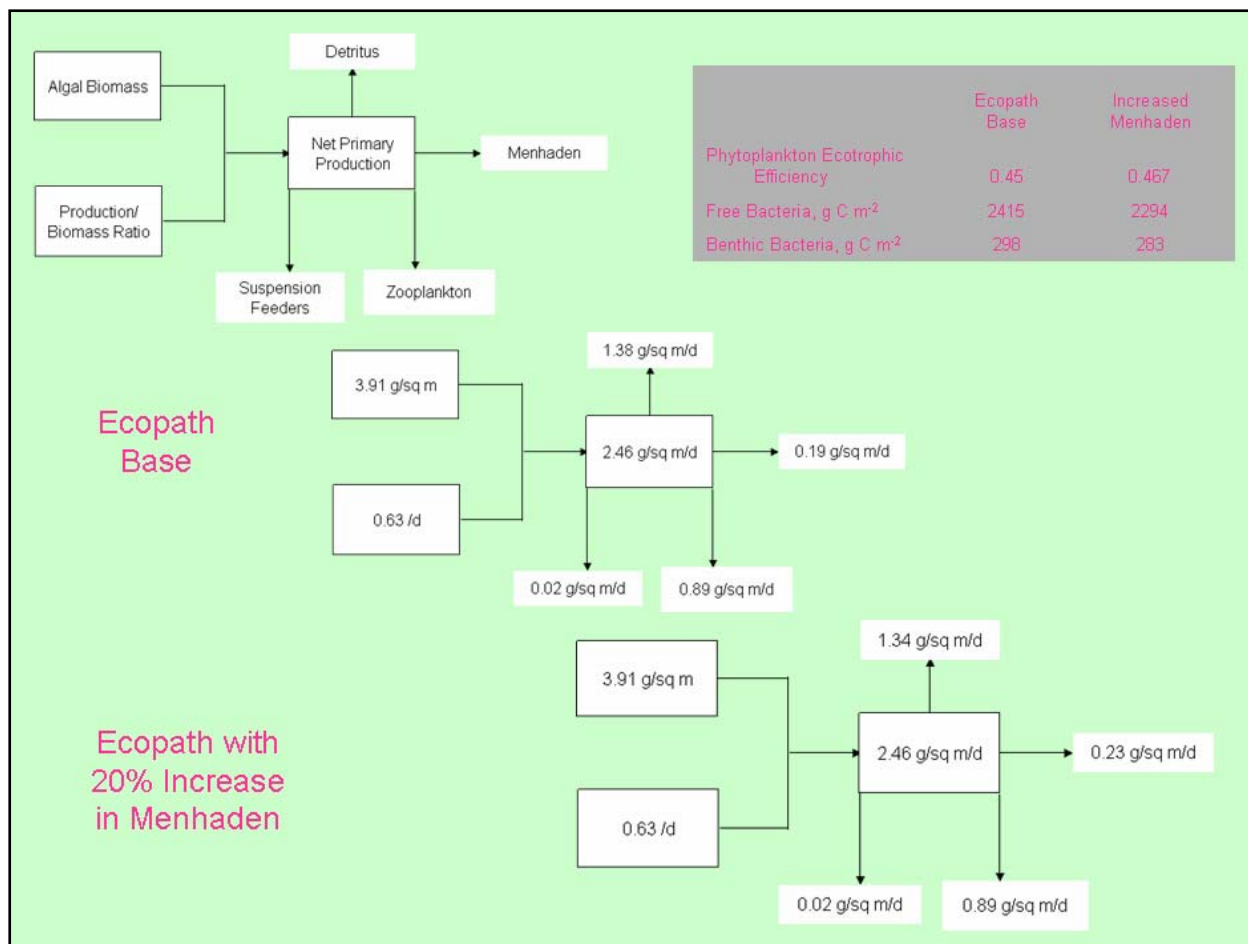 Detritus
Algal Biomass
Net Primary
Production
Menhaden
Production/
Biomass Ratio
Suspension
Feeders
Zooplankton
Ecopath
Base
Increased
Menhaden
Phytoplankton Ecotrophic
Efficiency
0.45
0.467
Free Bacteria, g C m-2
2415
2294
Benthic Bacteria, g C m-2
298
283
Ecopath
Base
1.38 g/sq m/d
3.91 g/sq m
2.46 g/sq m/d
0.19 g/sq m/d
0.63 /d
0.02 g/sq m/d
0.89 g/sq m/d
Ecopath with
20% Increase
in Menhaden
1.34 g/sq m/d
3.91 g/sq m
2.46 g/sq m/d
0.23 g/sq m/d
0.63 /d
0.02 g/sq m/d
0.89 g/sq m/d